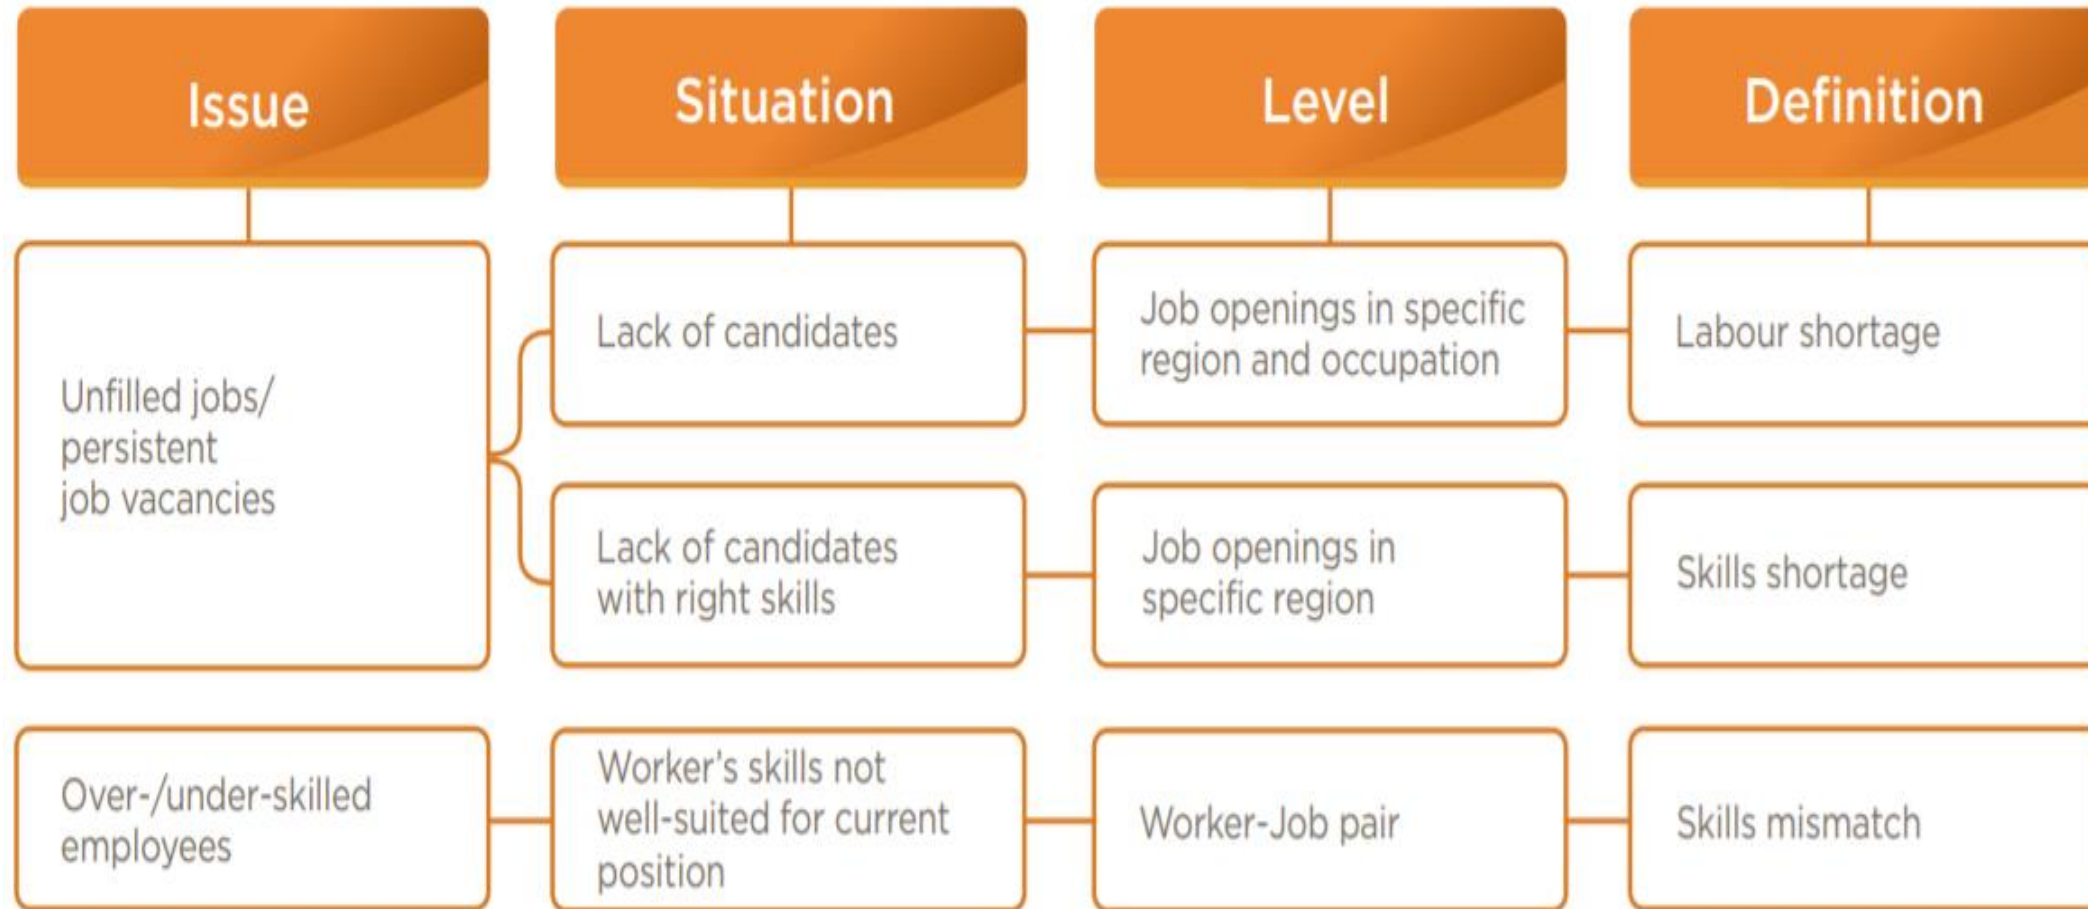 Issue
Situation
Level
Definition
Unfilled jobs/
persistent
job vacancies
Lack of candidates
Job openings in specific
region and occupation
Labour shortage
Lack of candidates
with right skills
Job openings in
specific region
Skills shortage
Over-/under-skilled
employees
Worker’s skills not
well-suited for current
position
Worker-Job pair
Skills mismatch